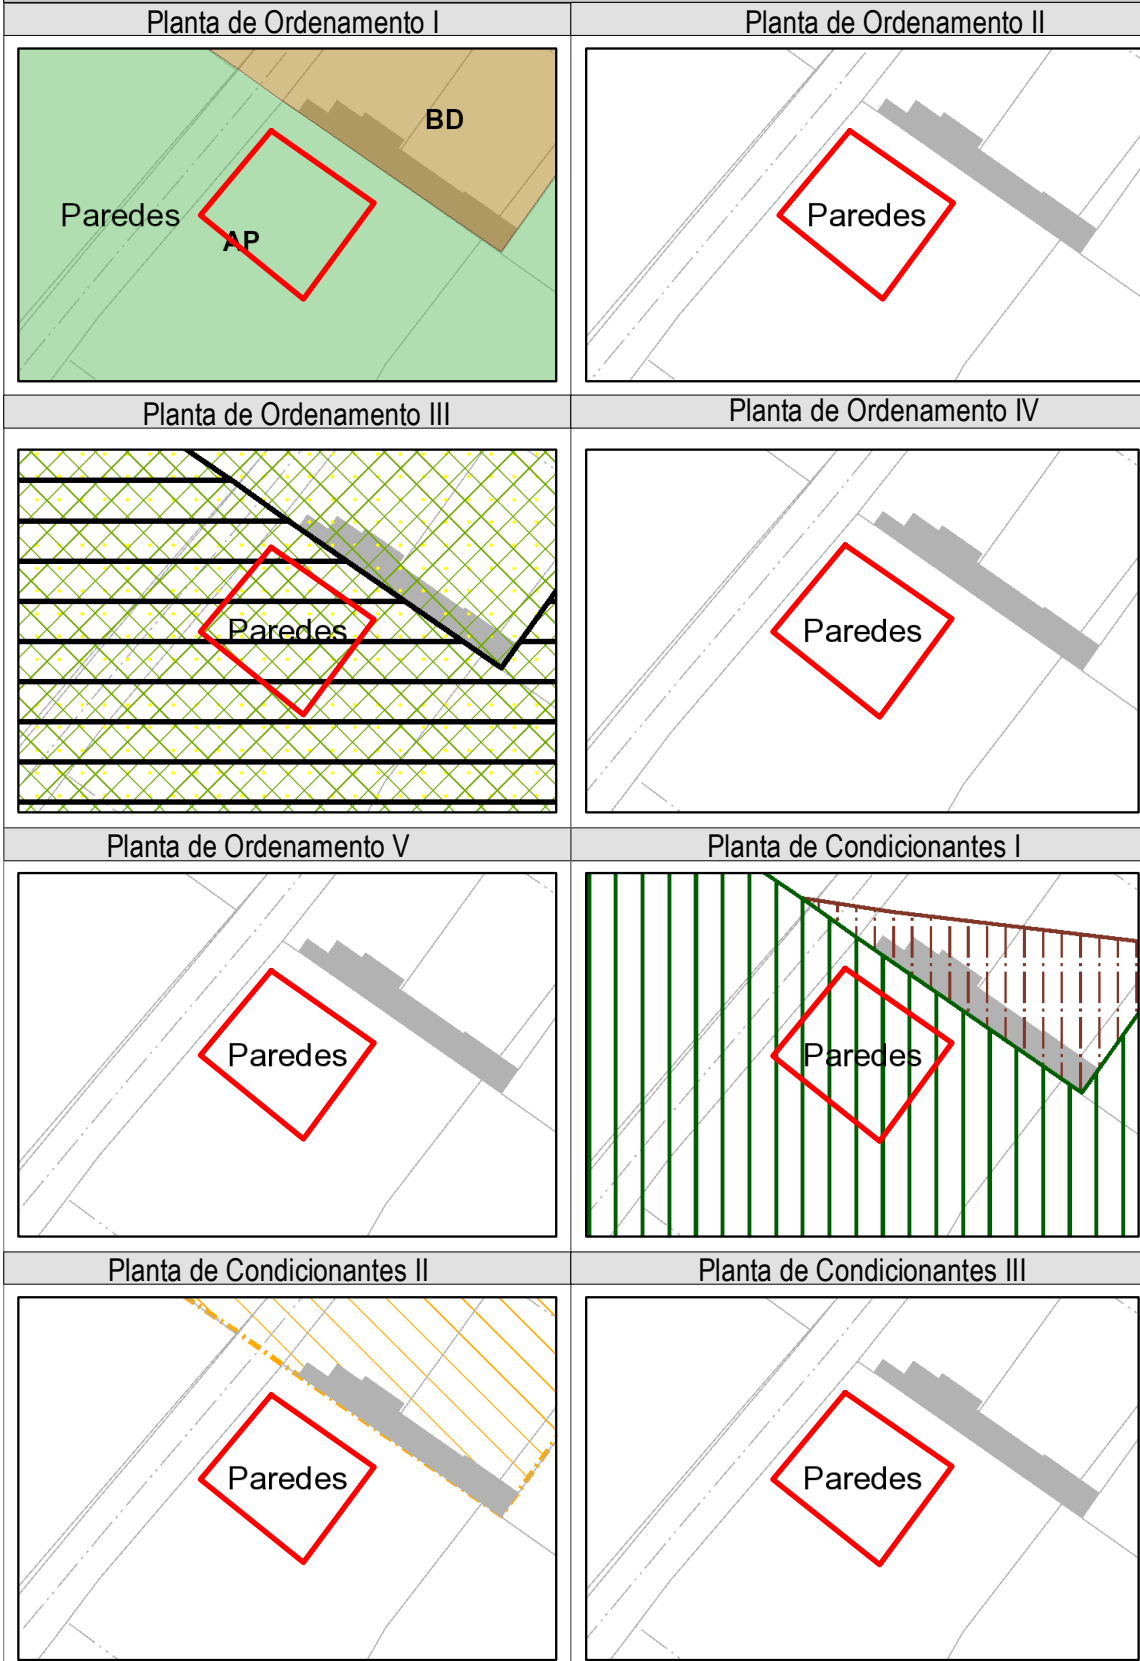 Planta de Ordenamento I
Planta de Ordenamento II
BD
Paredes
AP
Paredes
Planta de Ordenamento III
Planta de Ordenamento IV
Paredes
Paredes
Planta de Ordenamento V
Planta de Condicionantes I
Paredes
Paredes
Planta de Condicionantes II
Planta de Condicionantes III
Paredes
Paredes